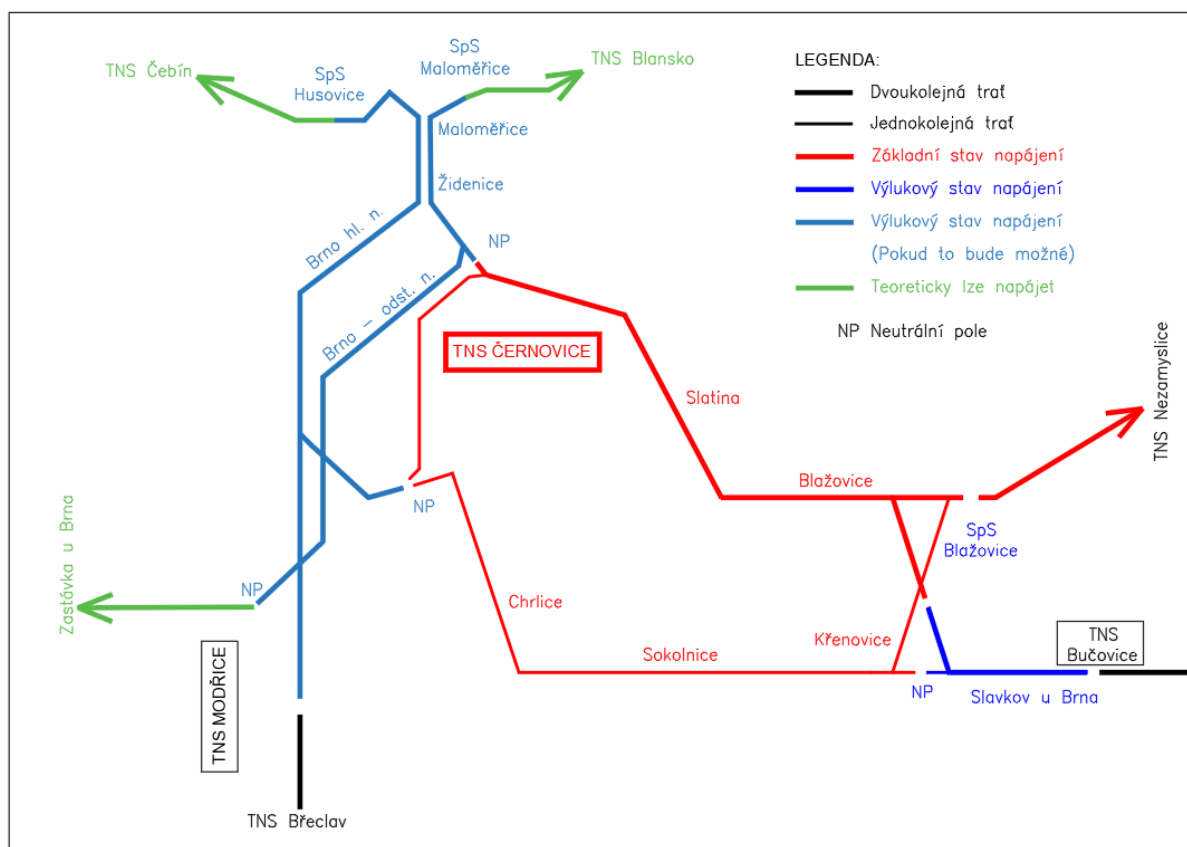 TNS Čebín
SpS
Husovice
SpS
Maloměřice
TNS Blansko
Maloměřice
Židenice
NP
Brno hl. n.
Brno – odst. n.
TNS ČERNOVICE
Slatina
Blažovice
SpS
Blažovice
TNS Nezamyslice
NP
Chrlice
Sokolnice
Křenovice
NP
Slavkov u Brna
TNS
Bučovice
Zastávka u Brna
NP
TNS MODŘICE
TNS Břeclav
LEGENDA:
Dvoukolejná trať
Jednokolejná trať
Základní stav napájení
Výlukový stav napájení
Výlukový stav napájení
(Pokud to bude možné)
Teoreticky lze napájet
NP Neutrální pole